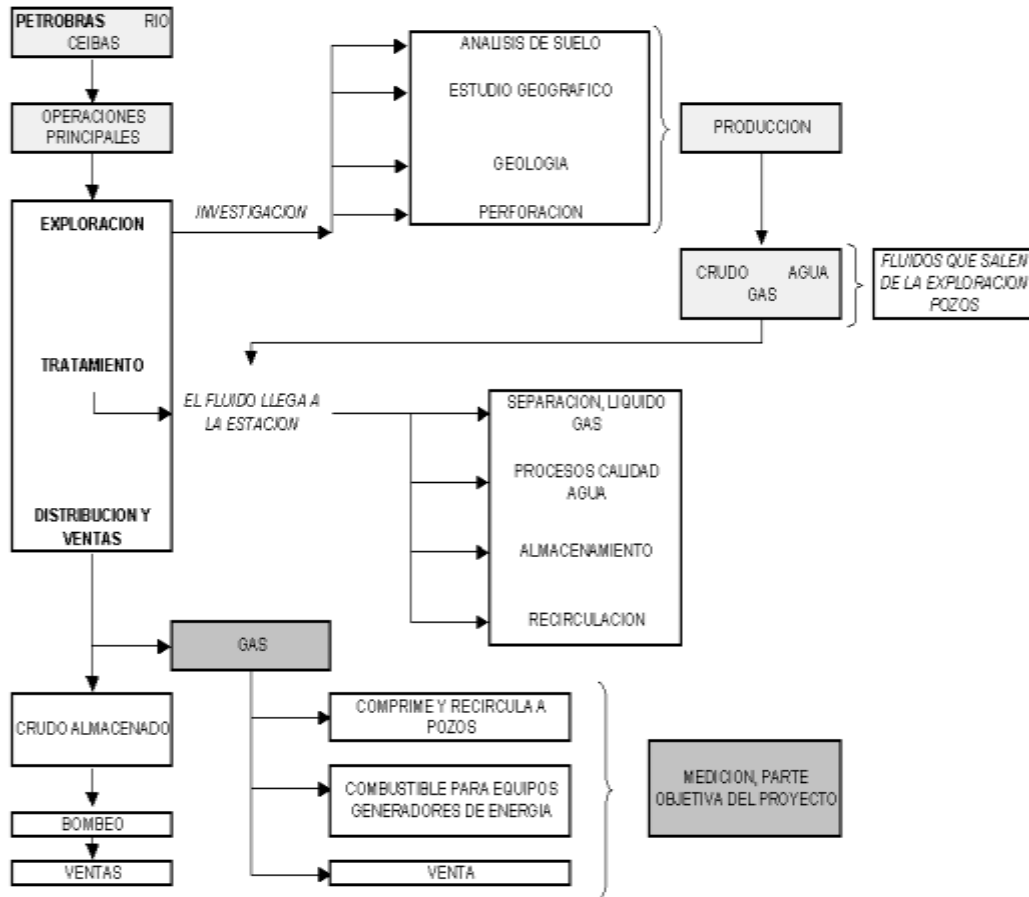 PETROBRAS RIO
CEIBAS
OPERACIONES
PRINCIPALES
EXPLORACION
TRATAMIENTO
DISTRIBUCION Y
VENTAS
INVESTIGACION
ANALISIS DE SUELO
ESTUDIO GEOGRAFICO
GEOLOGIA
PERFORACION
PRODUCCION
CRUDO AGUA
GAS
FLUIDOS QUE SALEN
DE LA EXPLORACION
POZOS
EL FLUIDO LLEGA A
LA ESTACION
SEPARACION, LIQUIDO
GAS
PROCESOS CALIDAD
AGUA
ALMACENAMIENTO
RECIRCULACION
GAS
CRUDO ALMACENADO
BOMBEO
VENTAS
COMPRIME Y RECIRCULA A
POZOS
COMBUSTIBLE PARA EQUIPOS
GENERADORES DE ENERGIA
VENTA
MEDICION, PARTE
OBJETIVA DEL PROYECTO